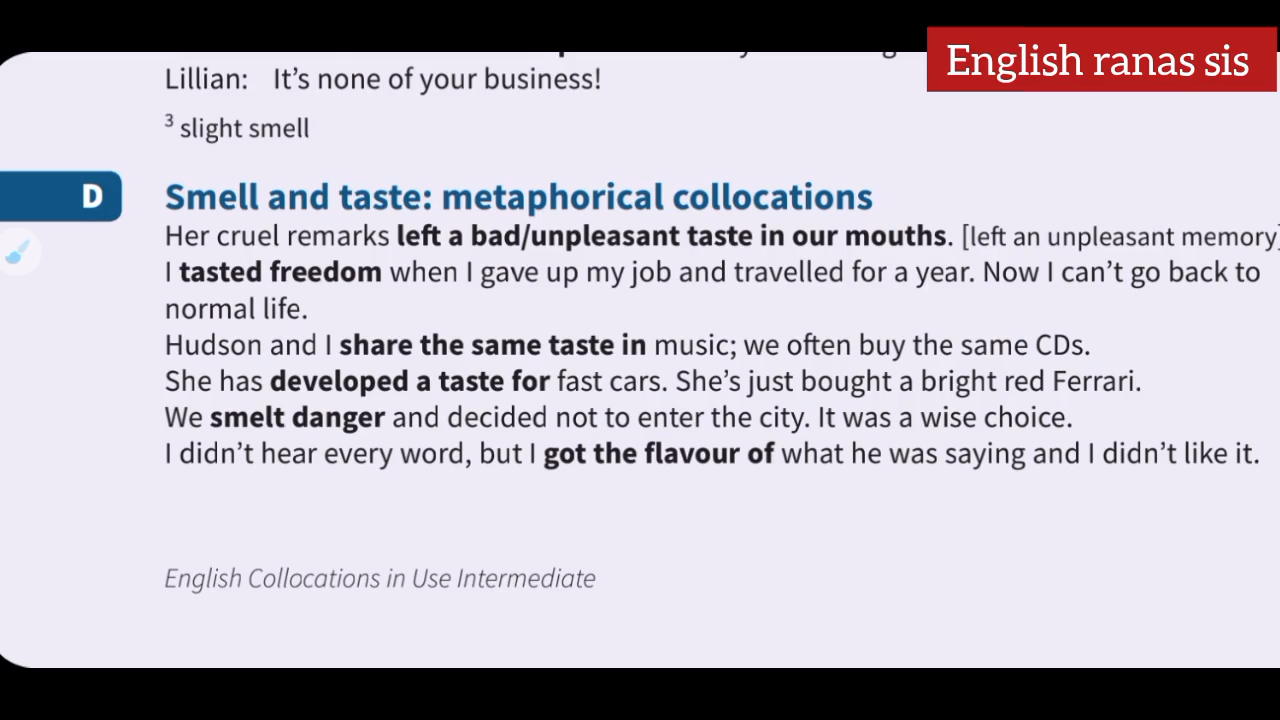 English ranas sis
Lillian: It's none of your business!
3 slight smell
D
Smell and taste: metaphorical collocations
Her cruel remarks left a bad/unpleasant taste in our mouths. [left an unpleasant memory]
I tasted freedom when I gave up my job and travelled for a year. Now I can't go back to
normal life.
Hudson and I share the same taste in music; we often buy the same CDs.
She has developed a taste for fast cars. She's just bought a bright red Ferrari.
We smelt danger and decided not to enter the city. It was a wise choice.
I didn't hear every word, but I got the flavour of what he was saying and I didn't like it.
English Collocations in Use Intermediate